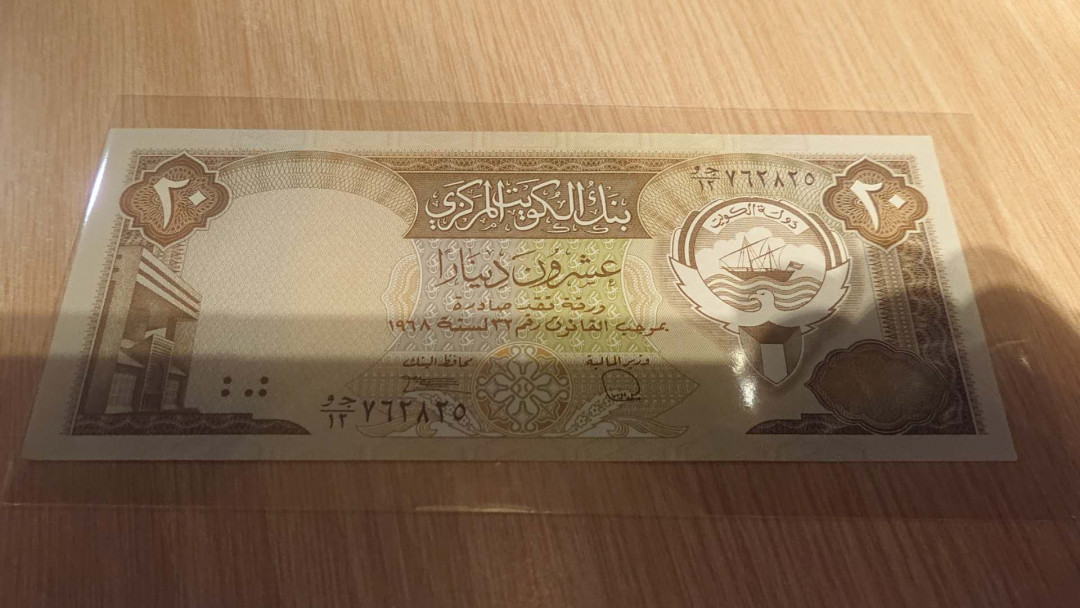 ٢٠
بنك الكويت المركزي
ج و/١٢ ٧٦٢٨٢٥
٢٠
دولة الكويت
عشرون دينارًا
ورقة نقد صادرة
بموجب القانون رقم ٣٢ لسنة ١٩٦٨
وزير المالية
محافظ البنك
ج و/١٢ ٧٦٢٨٢٥